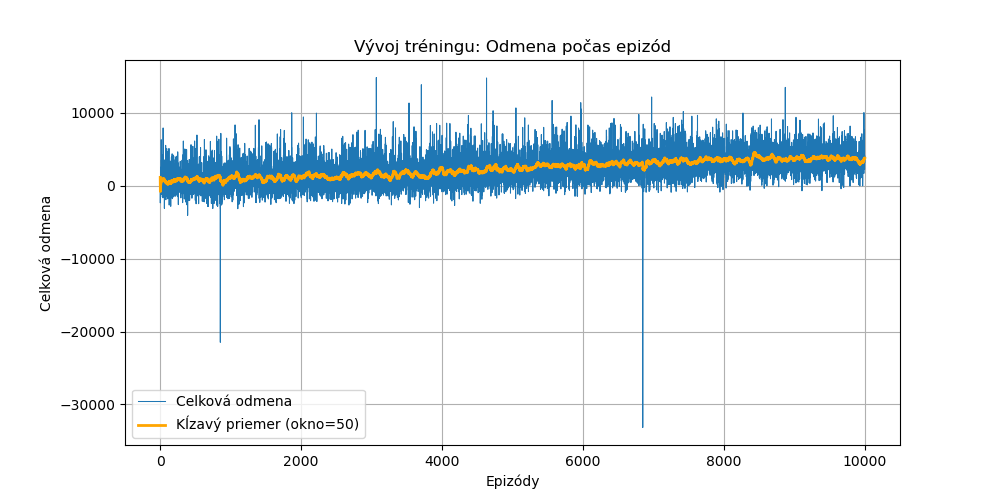 Vývoj tréningu: Odmena počas epizód
Celková odmena
10000
0
−10000
−20000
−30000
Celková odmena
Kĺzavý priemer (okno=50)
0
2000
4000
6000
8000
10000
Epizódy